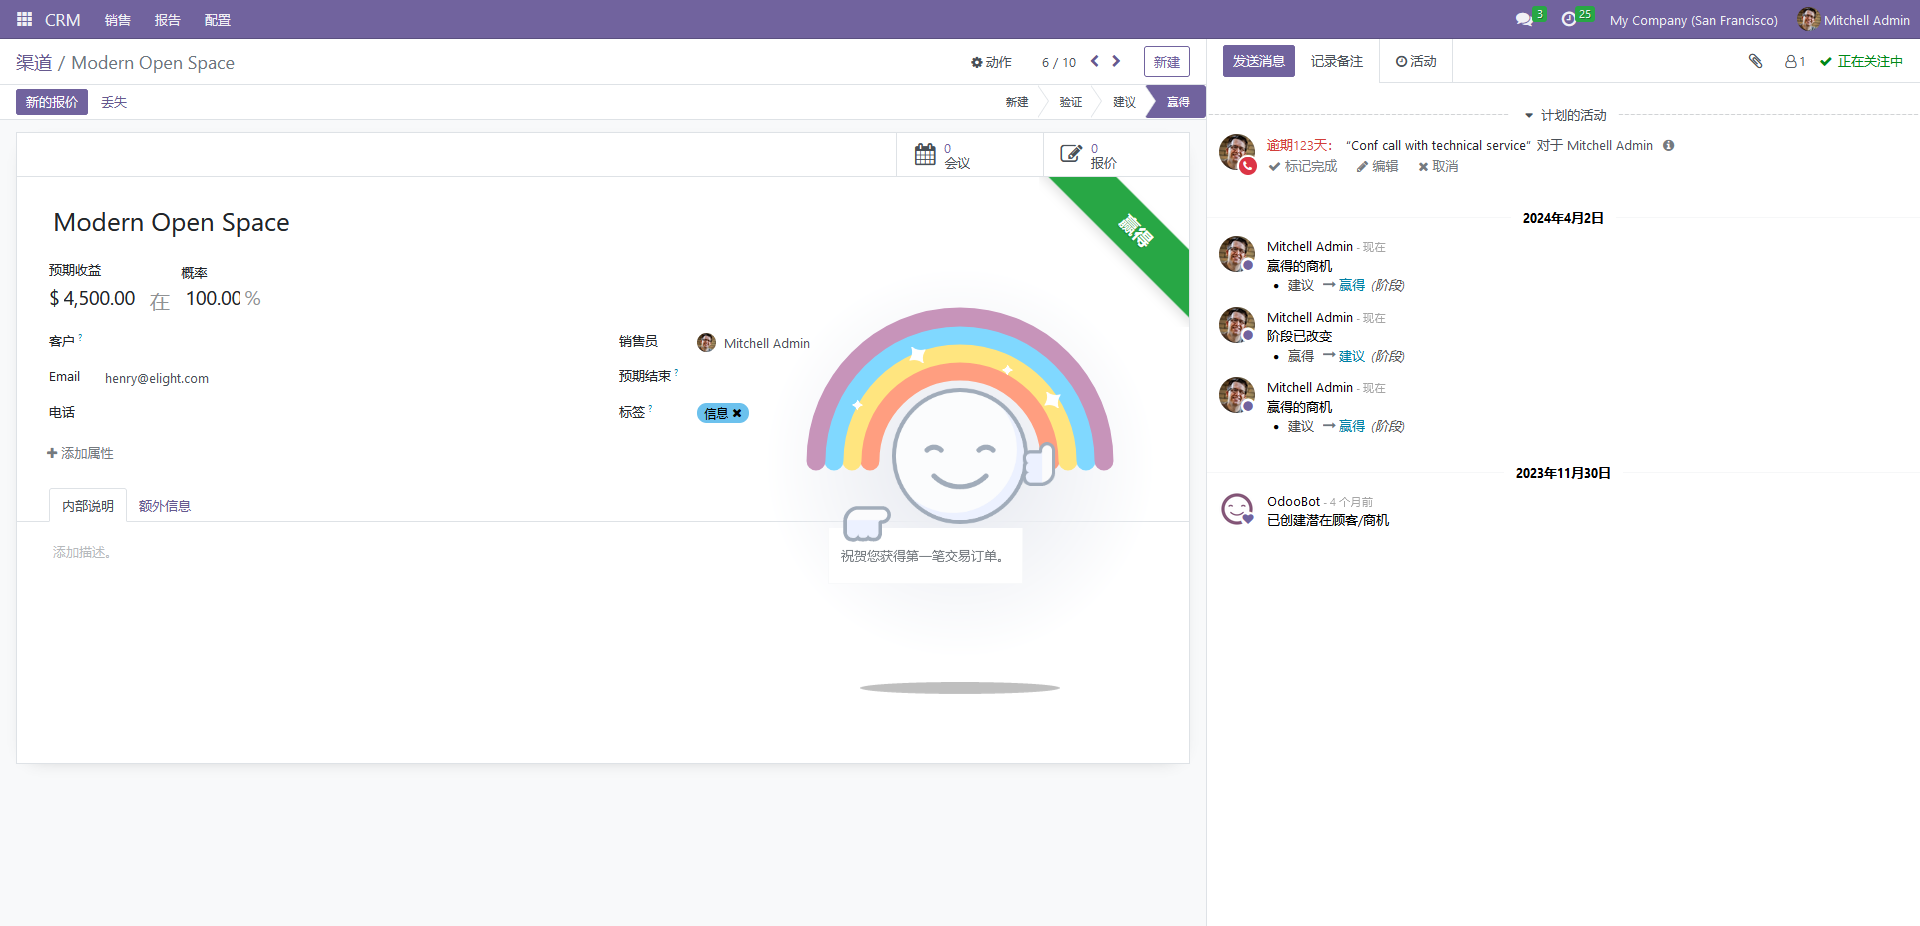 CRM 销售 报告 配置 3 25 My Company (San Francisco) Mitchell Admin
渠道 / Modern Open Space 动作 6 / 10 新建
新的报价 丢失 新建 验证 建议 赢得
0 会议
0 报价
赢得
Modern Open Space
预期收益 概率
$ 4,500.00 在 100.00 %
客户 ? 销售员 Mitchell Admin
Email henry@elight.com 预期结束 ?
电话 标签 ? 信息
添加属性
内部说明 额外信息
添加描述。
祝贺您获得第一笔交易订单。
发送消息 记录备注 活动 1 正在关注中
计划的活动
逾期123天： “Conf call with technical service” 对于 Mitchell Admin
标记完成 编辑 取消
2024年4月2日
Mitchell Admin - 现在
赢得的商机
建议 赢得 (阶段)
Mitchell Admin - 现在
阶段已改变
赢得 建议 (阶段)
Mitchell Admin - 现在
赢得的商机
建议 赢得 (阶段)
2023年11月30日
OdooBot - 4 个月前
已创建潜在顾客/商机